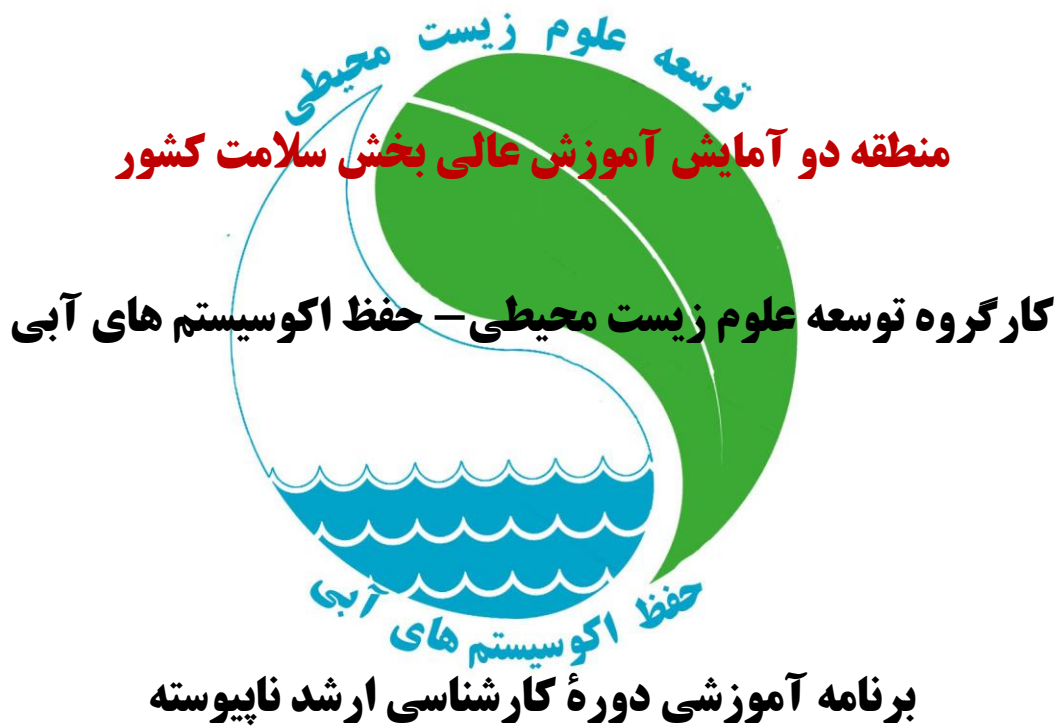 توسعه علوم زیست محیطی
منطقه دو آمایش آموزش عالی بخش سلامت کشور
کارگروه توسعه علوم زیست محیطی– حفظ اکوسیستم های آبی
حفظ اکوسیستم های آبی
برنامه آموزشی دورۀ کارشناسی ارشد ناپیوسته